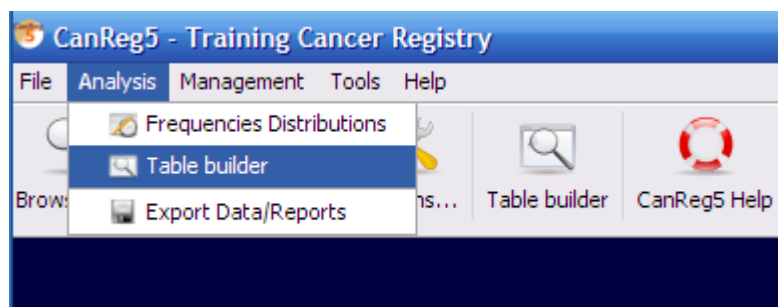 CanReg5 - Training Cancer Registry
File Analysis Management Tools Help
Frequencies Distributions
Table builder
Export Data/Reports
Table builder CanReg5 Help